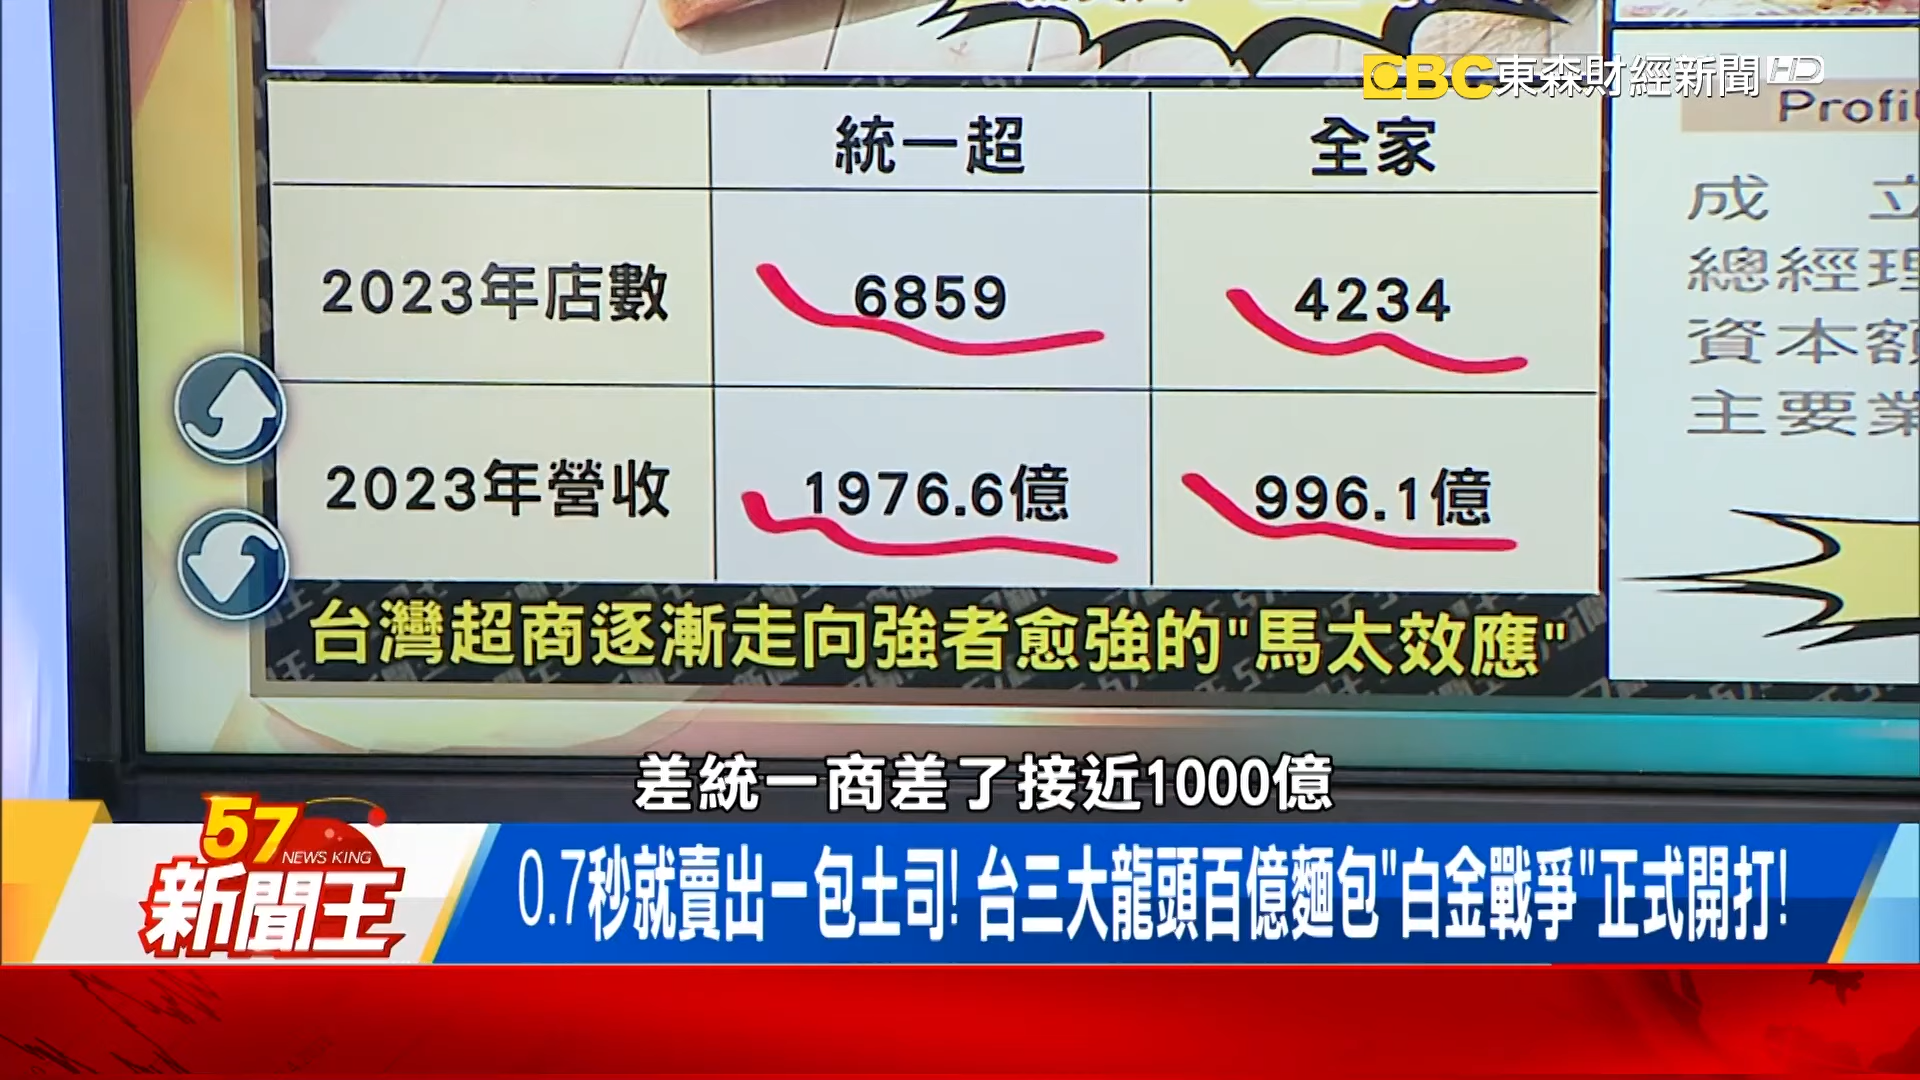 EBC 東森財經新聞 HD
統一超 全家
2023年店數 6859 4234
2023年營收 1976.6億 996.1億
台灣超商逐漸走向強者愈強的"馬太效應"
Profil
成 立
總經理
資本額
主要業
差統一商差了接近1000億
57 新聞王 NEWS KING
0.7秒就賣出一包土司! 台三大龍頭百億麵包"白金戰爭"正式開打!